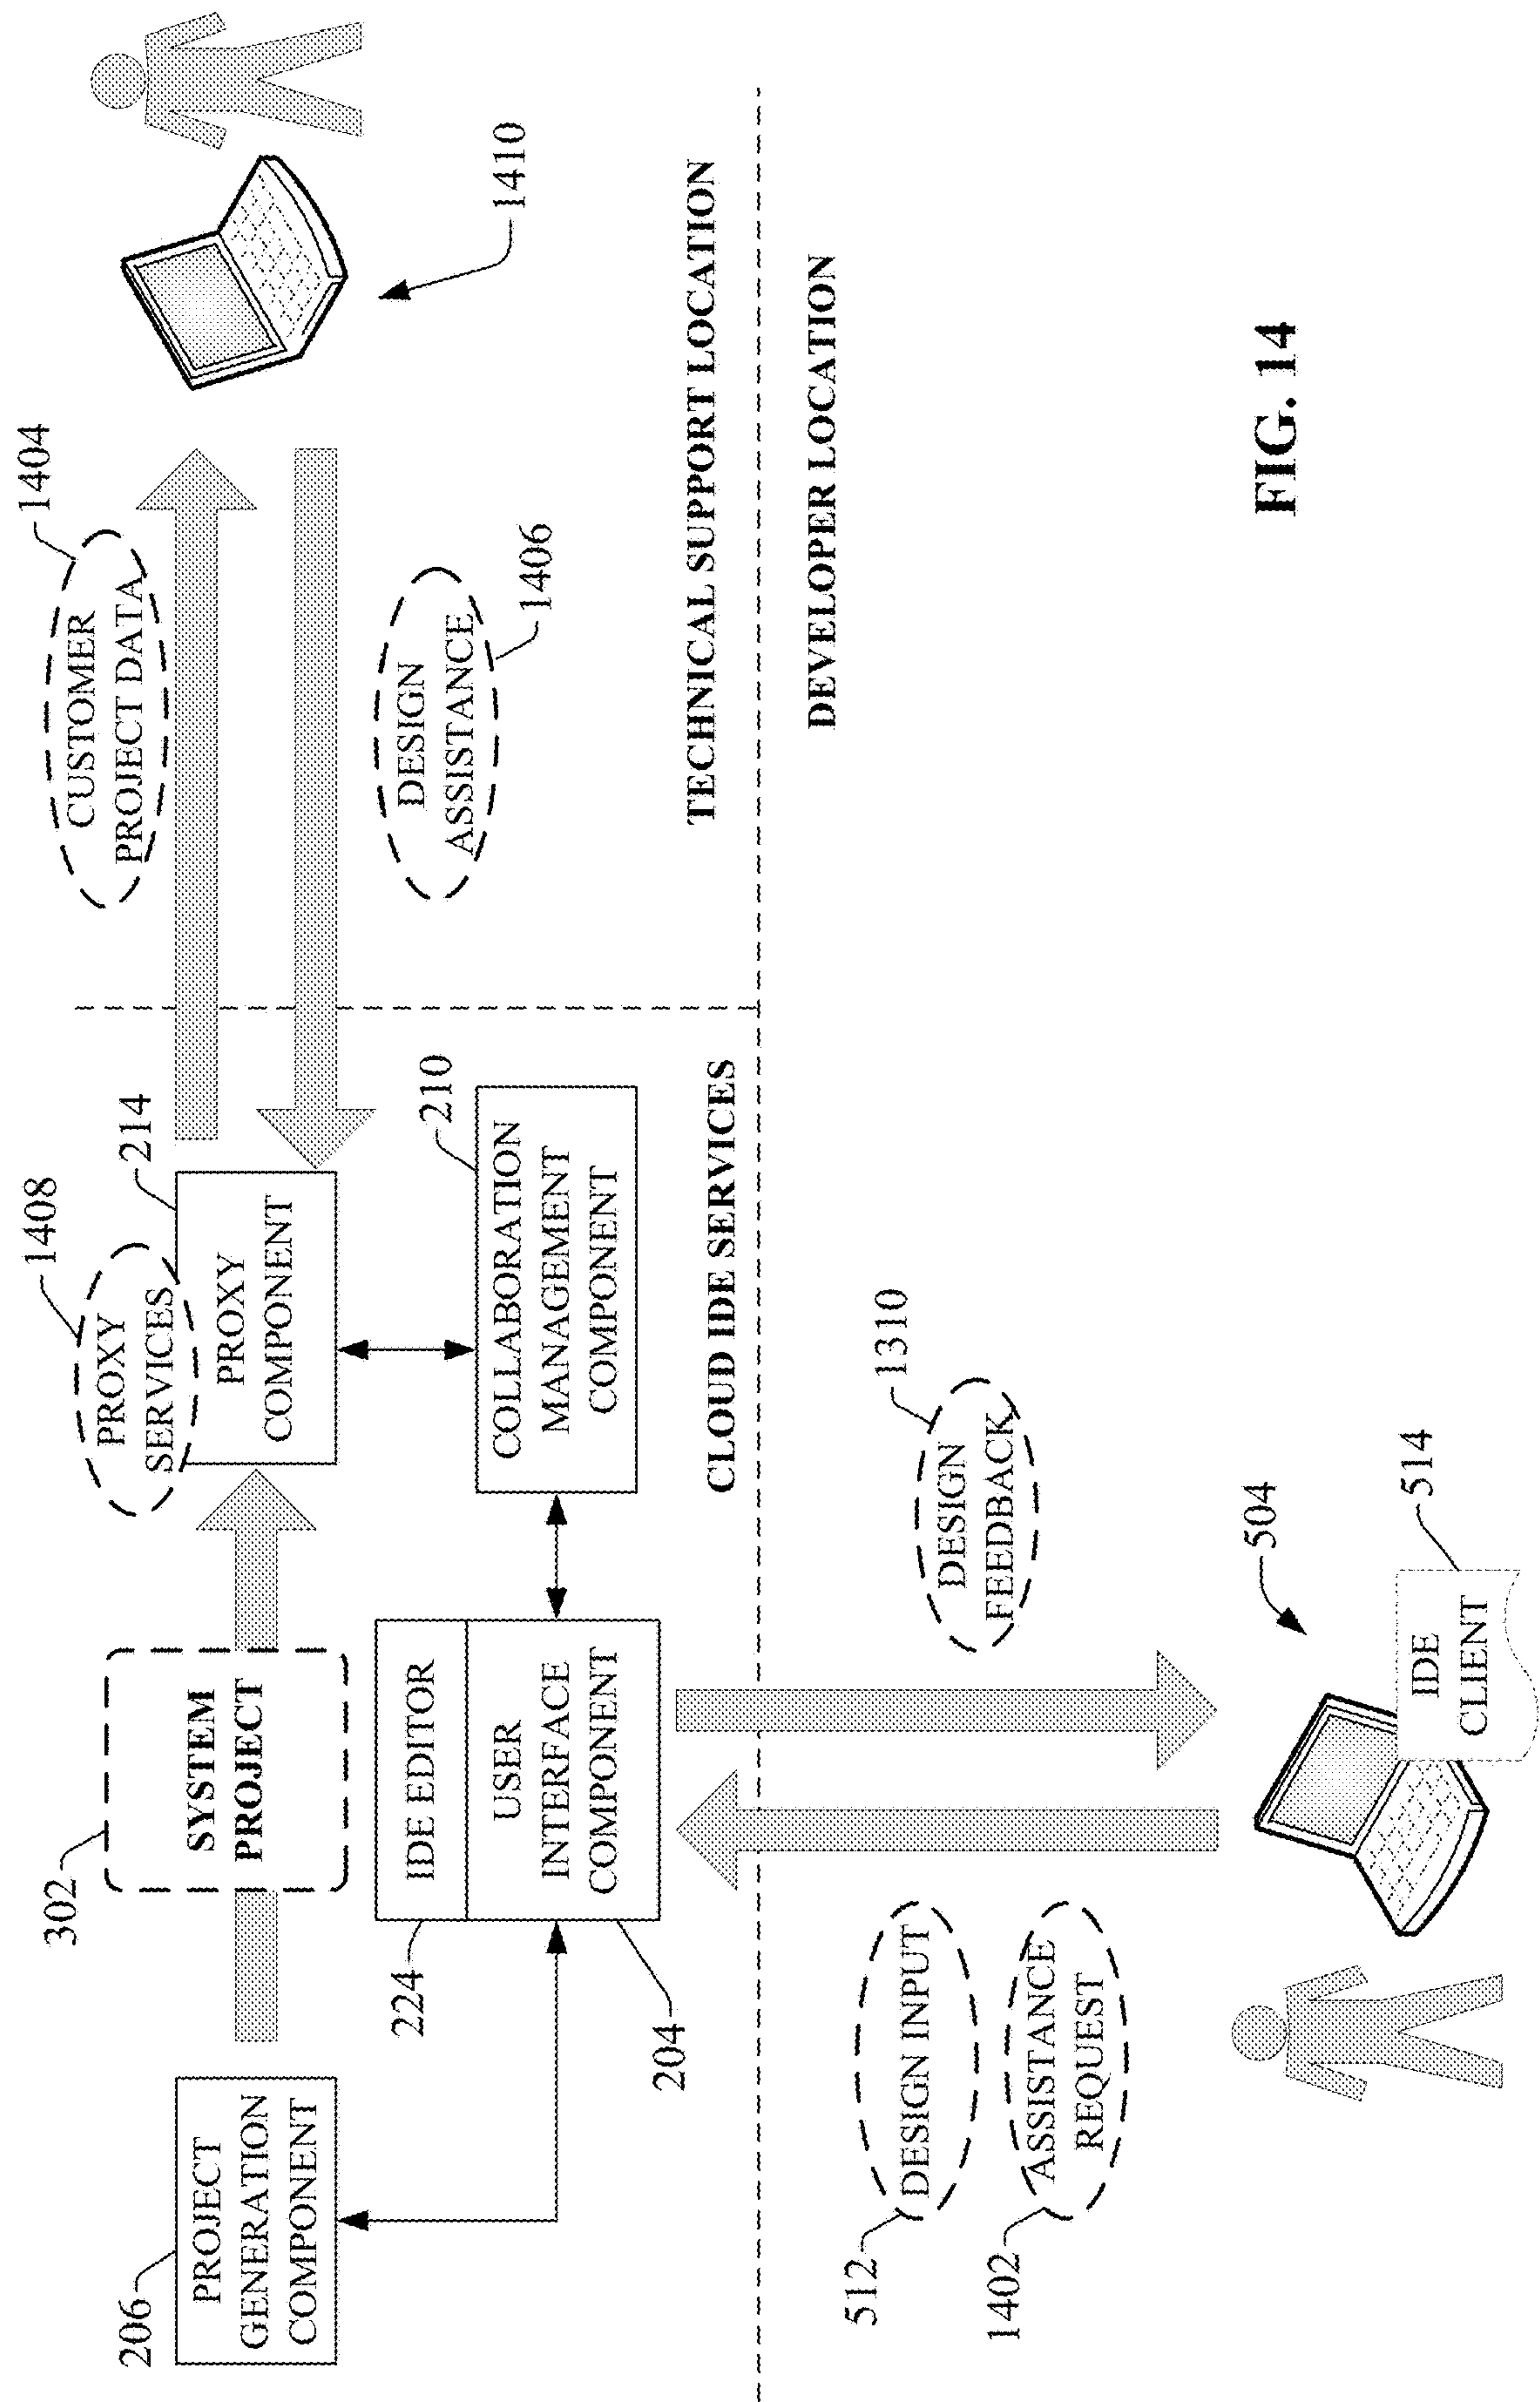 206
PROJECT
GENERATION
COMPONENT
302
SYSTEM
PROJECT
1408
PROXY
SERVICES
214
PROXY
COMPONENT
1404
CUSTOMER
PROJECT DATA
DESIGN
ASSISTANCE
1406
1410
224
IDE EDITOR
USER
INTERFACE
COMPONENT
204
210
COLLABORATION
MANAGEMENT
COMPONENT
CLOUD IDE SERVICES
TECHNICAL SUPPORT LOCATION
DEVELOPER LOCATION
512
DESIGN INPUT
1402
ASSISTANCE
REQUEST
1310
DESIGN
FEEDBACK
504
514
IDE
CLIENT
FIG. 14